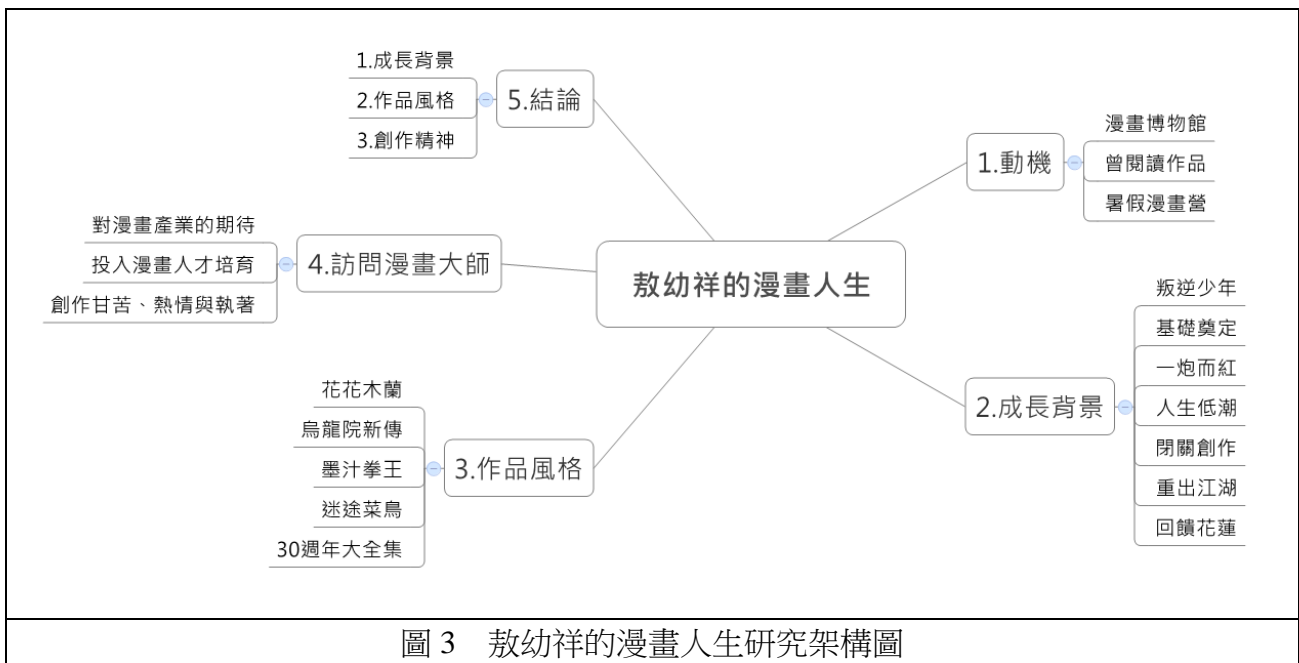 敖幼祥的漫畫人生
1.動機
漫畫博物館
曾閱讀作品
暑假漫畫營
2.成長背景
叛逆少年
基礎奠定
一炮而紅
人生低潮
閉關創作
重出江湖
回饋花蓮
3.作品風格
花花木蘭
烏龍院新傳
墨汁拳王
迷途菜鳥
30週年大全集
4.訪問漫畫大師
對漫畫產業的期待
投入漫畫人才培育
創作甘苦、熱情與執著
5.結論
1.成長背景
2.作品風格
3.創作精神
圖 3 敖幼祥的漫畫人生研究架構圖